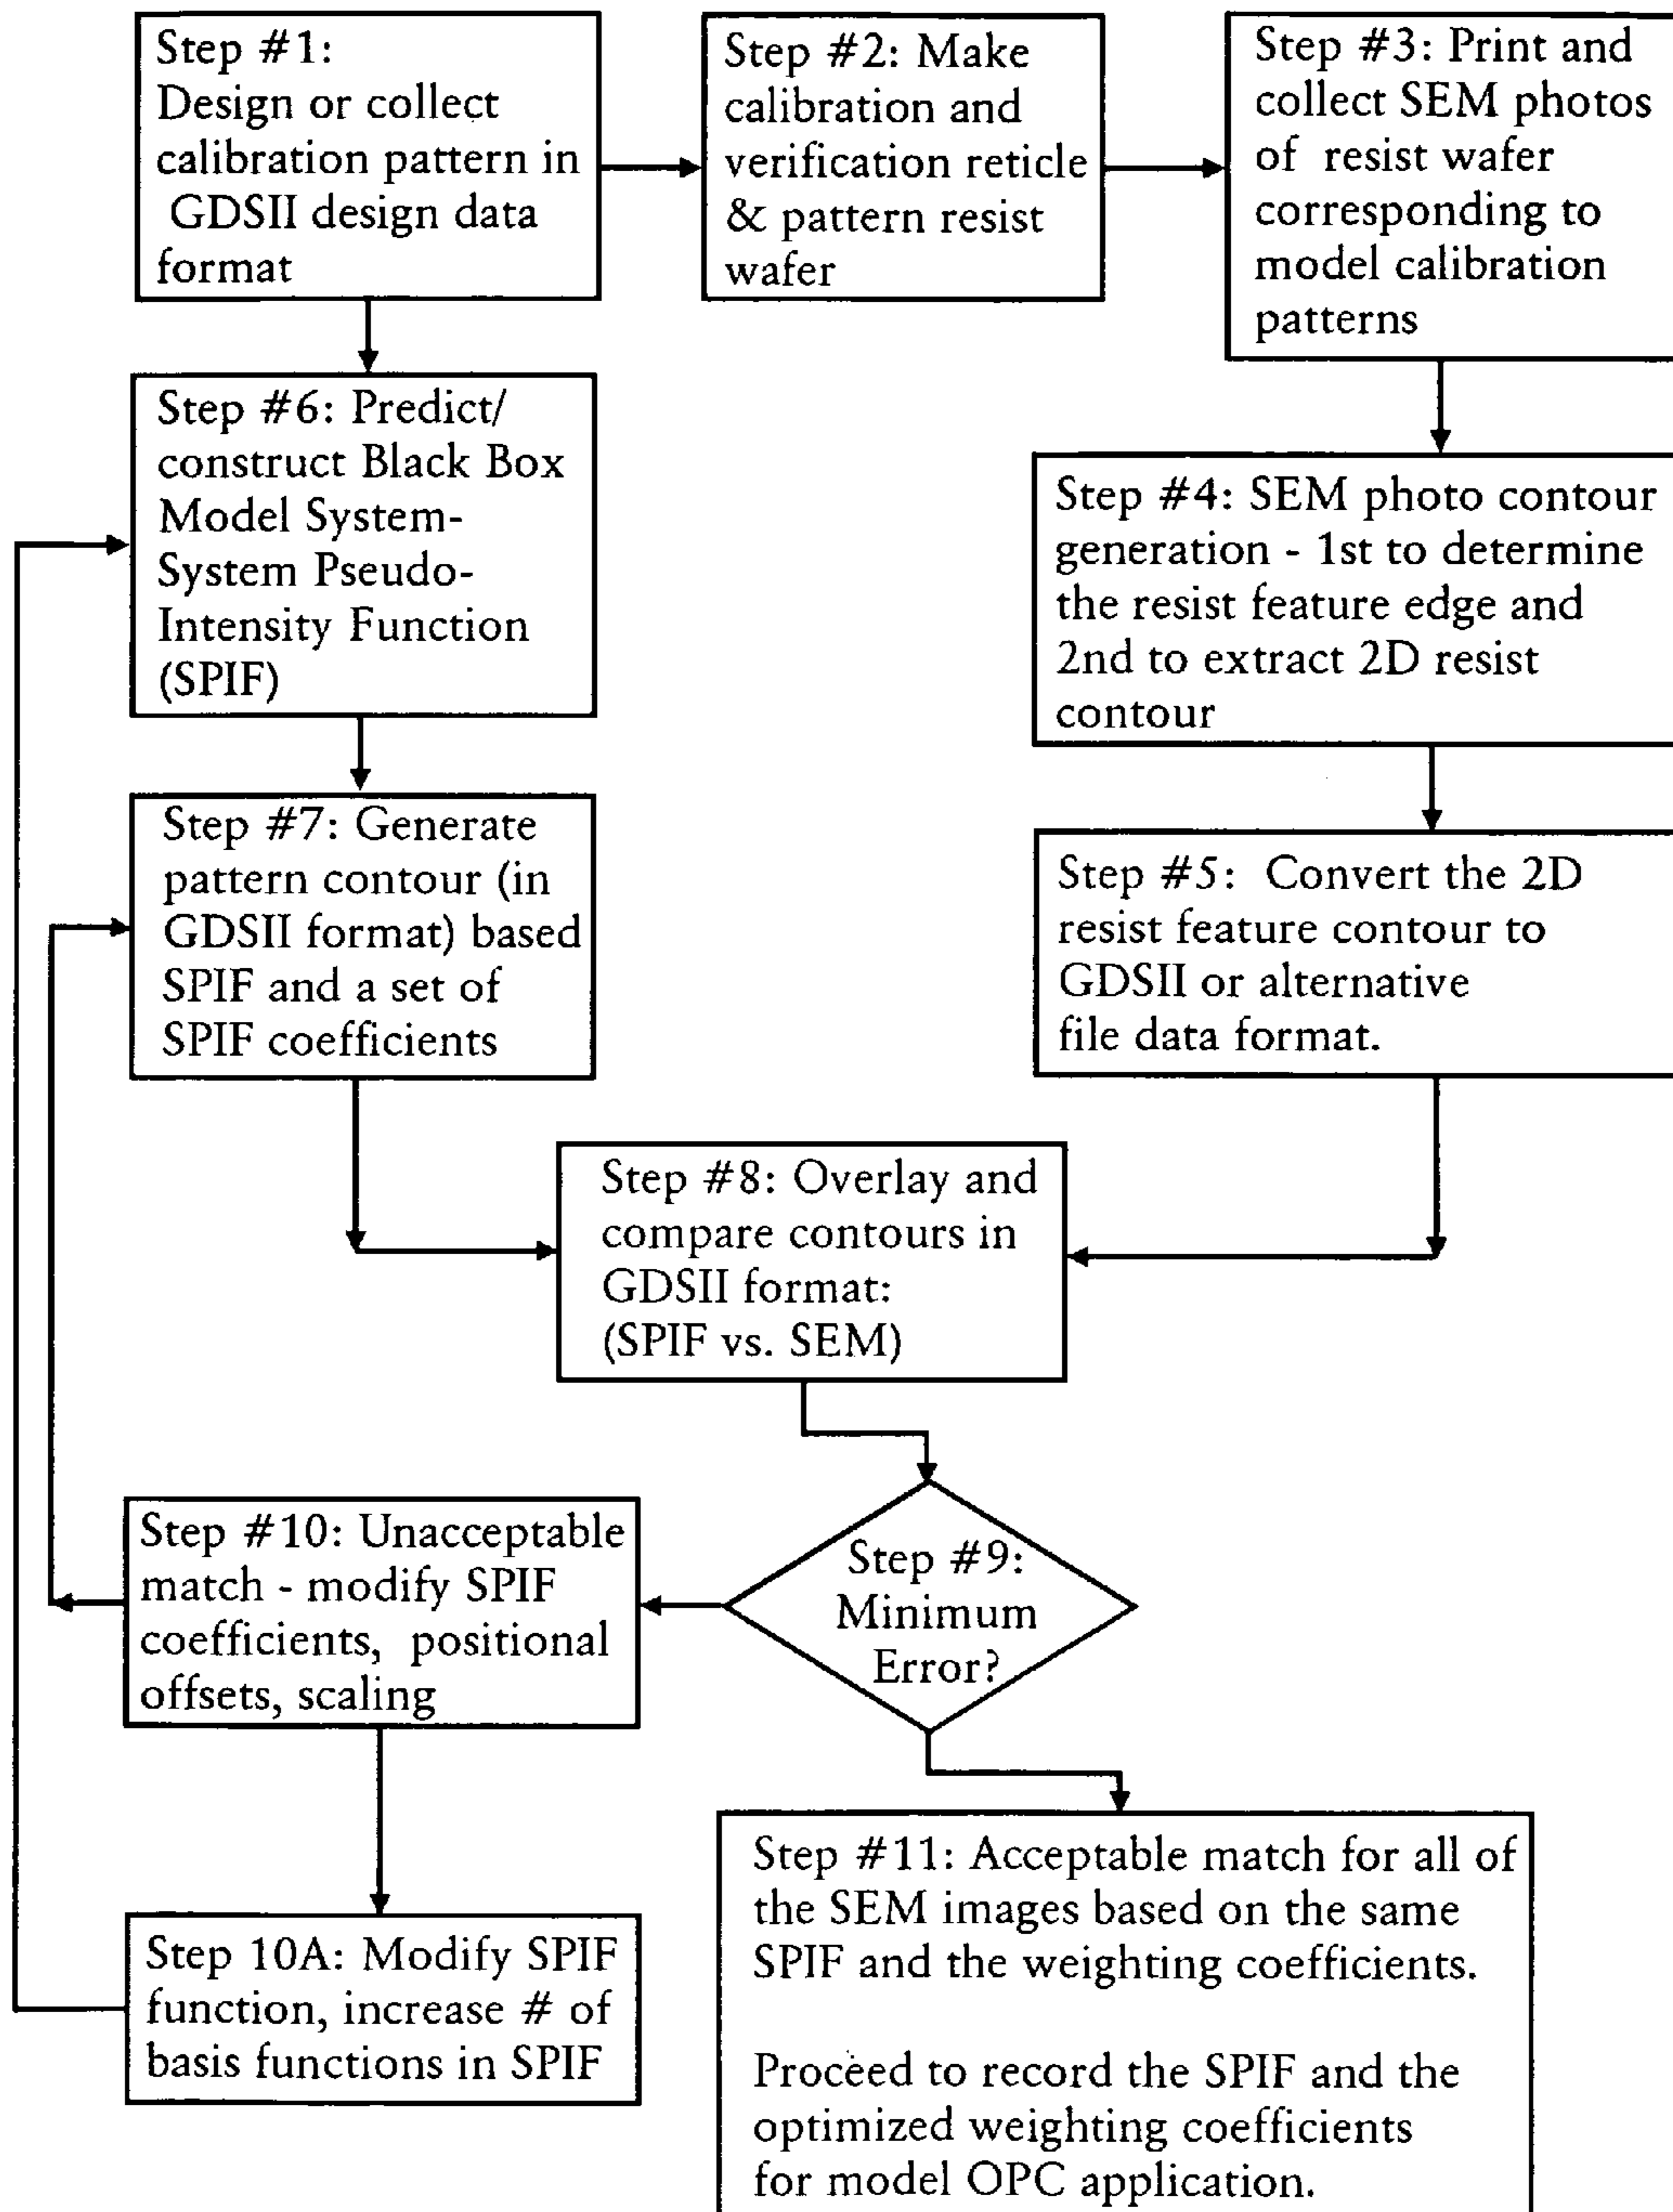 Step #1:
Design or collect
calibration pattern in
GDSII design data
format
Step #2: Make
calibration and
verification reticle
& pattern resist
wafer
Step #3: Print and
collect SEM photos
of resist wafer
corresponding to
model calibration
patterns
Step #6: Predict/
construct Black Box
Model System-
System Pseudo-
Intensity Function
(SPIF)
Step #4: SEM photo contour
generation - 1st to determine
the resist feature edge and
2nd to extract 2D resist
contour
Step #7: Generate
pattern contour (in
GDSII format) based
SPIF and a set of
SPIF coefficients
Step #5: Convert the 2D
resist feature contour to
GDSII or alternative
file data format.
Step #8: Overlay and
compare contours in
GDSII format:
(SPIF vs. SEM)
Step #9:
Minimum
Error?
Step #10: Unacceptable
match - modify SPIF
coefficients, positional
offsets, scaling
Step 10A: Modify SPIF
function, increase # of
basis functions in SPIF
Step #11: Acceptable match for all of
the SEM images based on the same
SPIF and the weighting coefficients.
Proceed to record the SPIF and the
optimized weighting coefficients
for model OPC application.